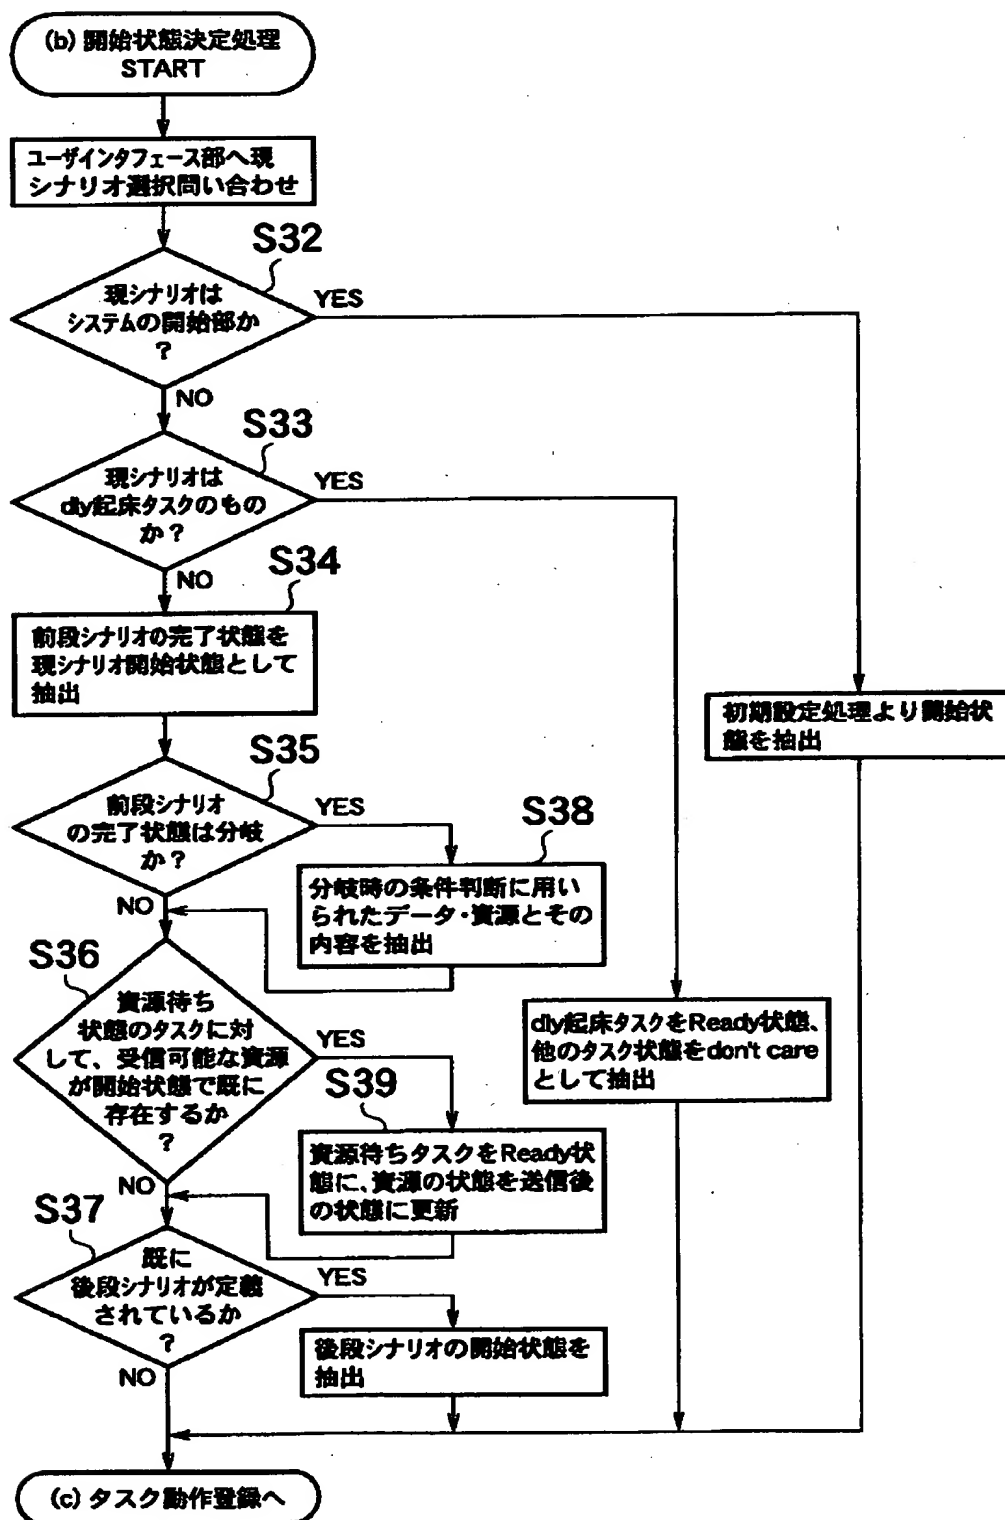 (b) 開始状態決定処理
START
ユーザインタフェース部へ現
シナリオ選択問い合わせ
S32
現シナリオは
システムの開始部か
?
YES
NO
S33
現シナリオは
dly起床タスクのもの
か?
YES
NO
S34
前段シナリオの完了状態を
現シナリオ開始状態として
抽出
初期設定処理より開始状
態を抽出
S35
前段シナリオ
の完了状態は分岐
か?
YES
NO
S38
分岐時の条件判断に用い
られたデータ・資源とその
内容を抽出
S36
資源待ち
状態のタスクに対
して、受信可能な資源
が開始状態で既に
存在するか
?
YES
NO
dly起床タスクをReady状態、
他のタスク状態をdon't care
として抽出
S39
資源待ちタスクをReady状
態に、資源の状態を送信後
の状態に更新
S37
既に
後段シナリオが定義
されているか
?
YES
NO
後段シナリオの開始状態を
抽出
(c) タスク動作登録へ